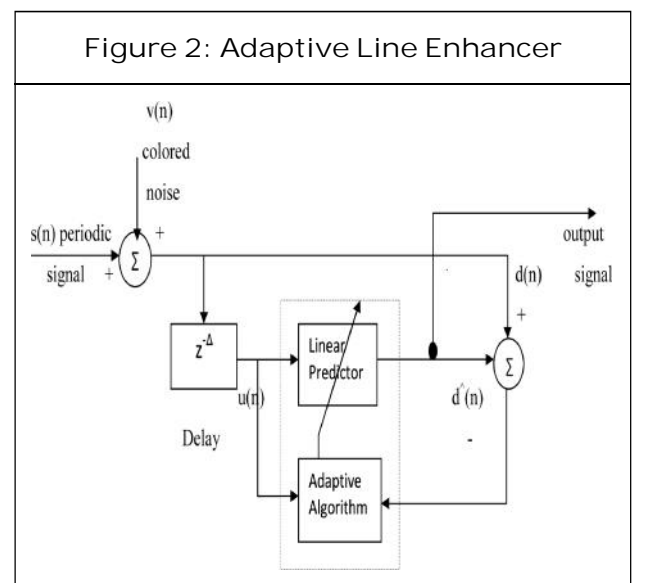 Figure 2: Adaptive Line Enhancer
v(n)
colored
noise
s(n) periodic
signal
+
+
Σ
output
signal
d(n)
+
z^-Δ
Linear
Predictor
Σ
u(n)
d^(n)
Delay
-
Adaptive
Algorithm